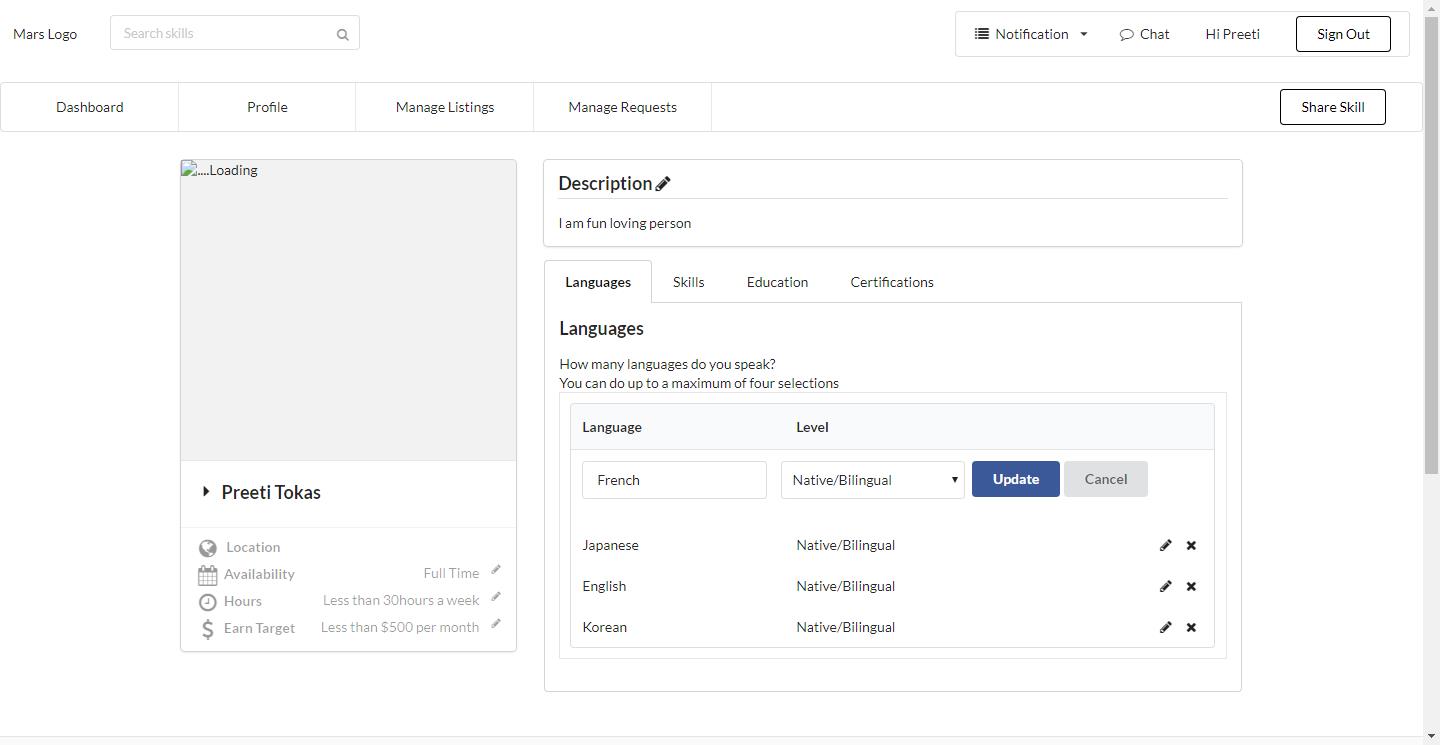 Mars Logo
Search skills
Notification
Chat
Hi Preeti
Sign Out
Dashboard
Profile
Manage Listings
Manage Requests
Share Skill
....Loading
Preeti Tokas
Location
Availability
Full Time
Hours
Less than 30hours a week
Earn Target
Less than $500 per month
Description
I am fun loving person
Languages
Skills
Education
Certifications
Languages
How many languages do you speak?
You can do up to a maximum of four selections
Language
Level
French
Native/Bilingual
Update
Cancel
Japanese
Native/Bilingual
English
Native/Bilingual
Korean
Native/Bilingual